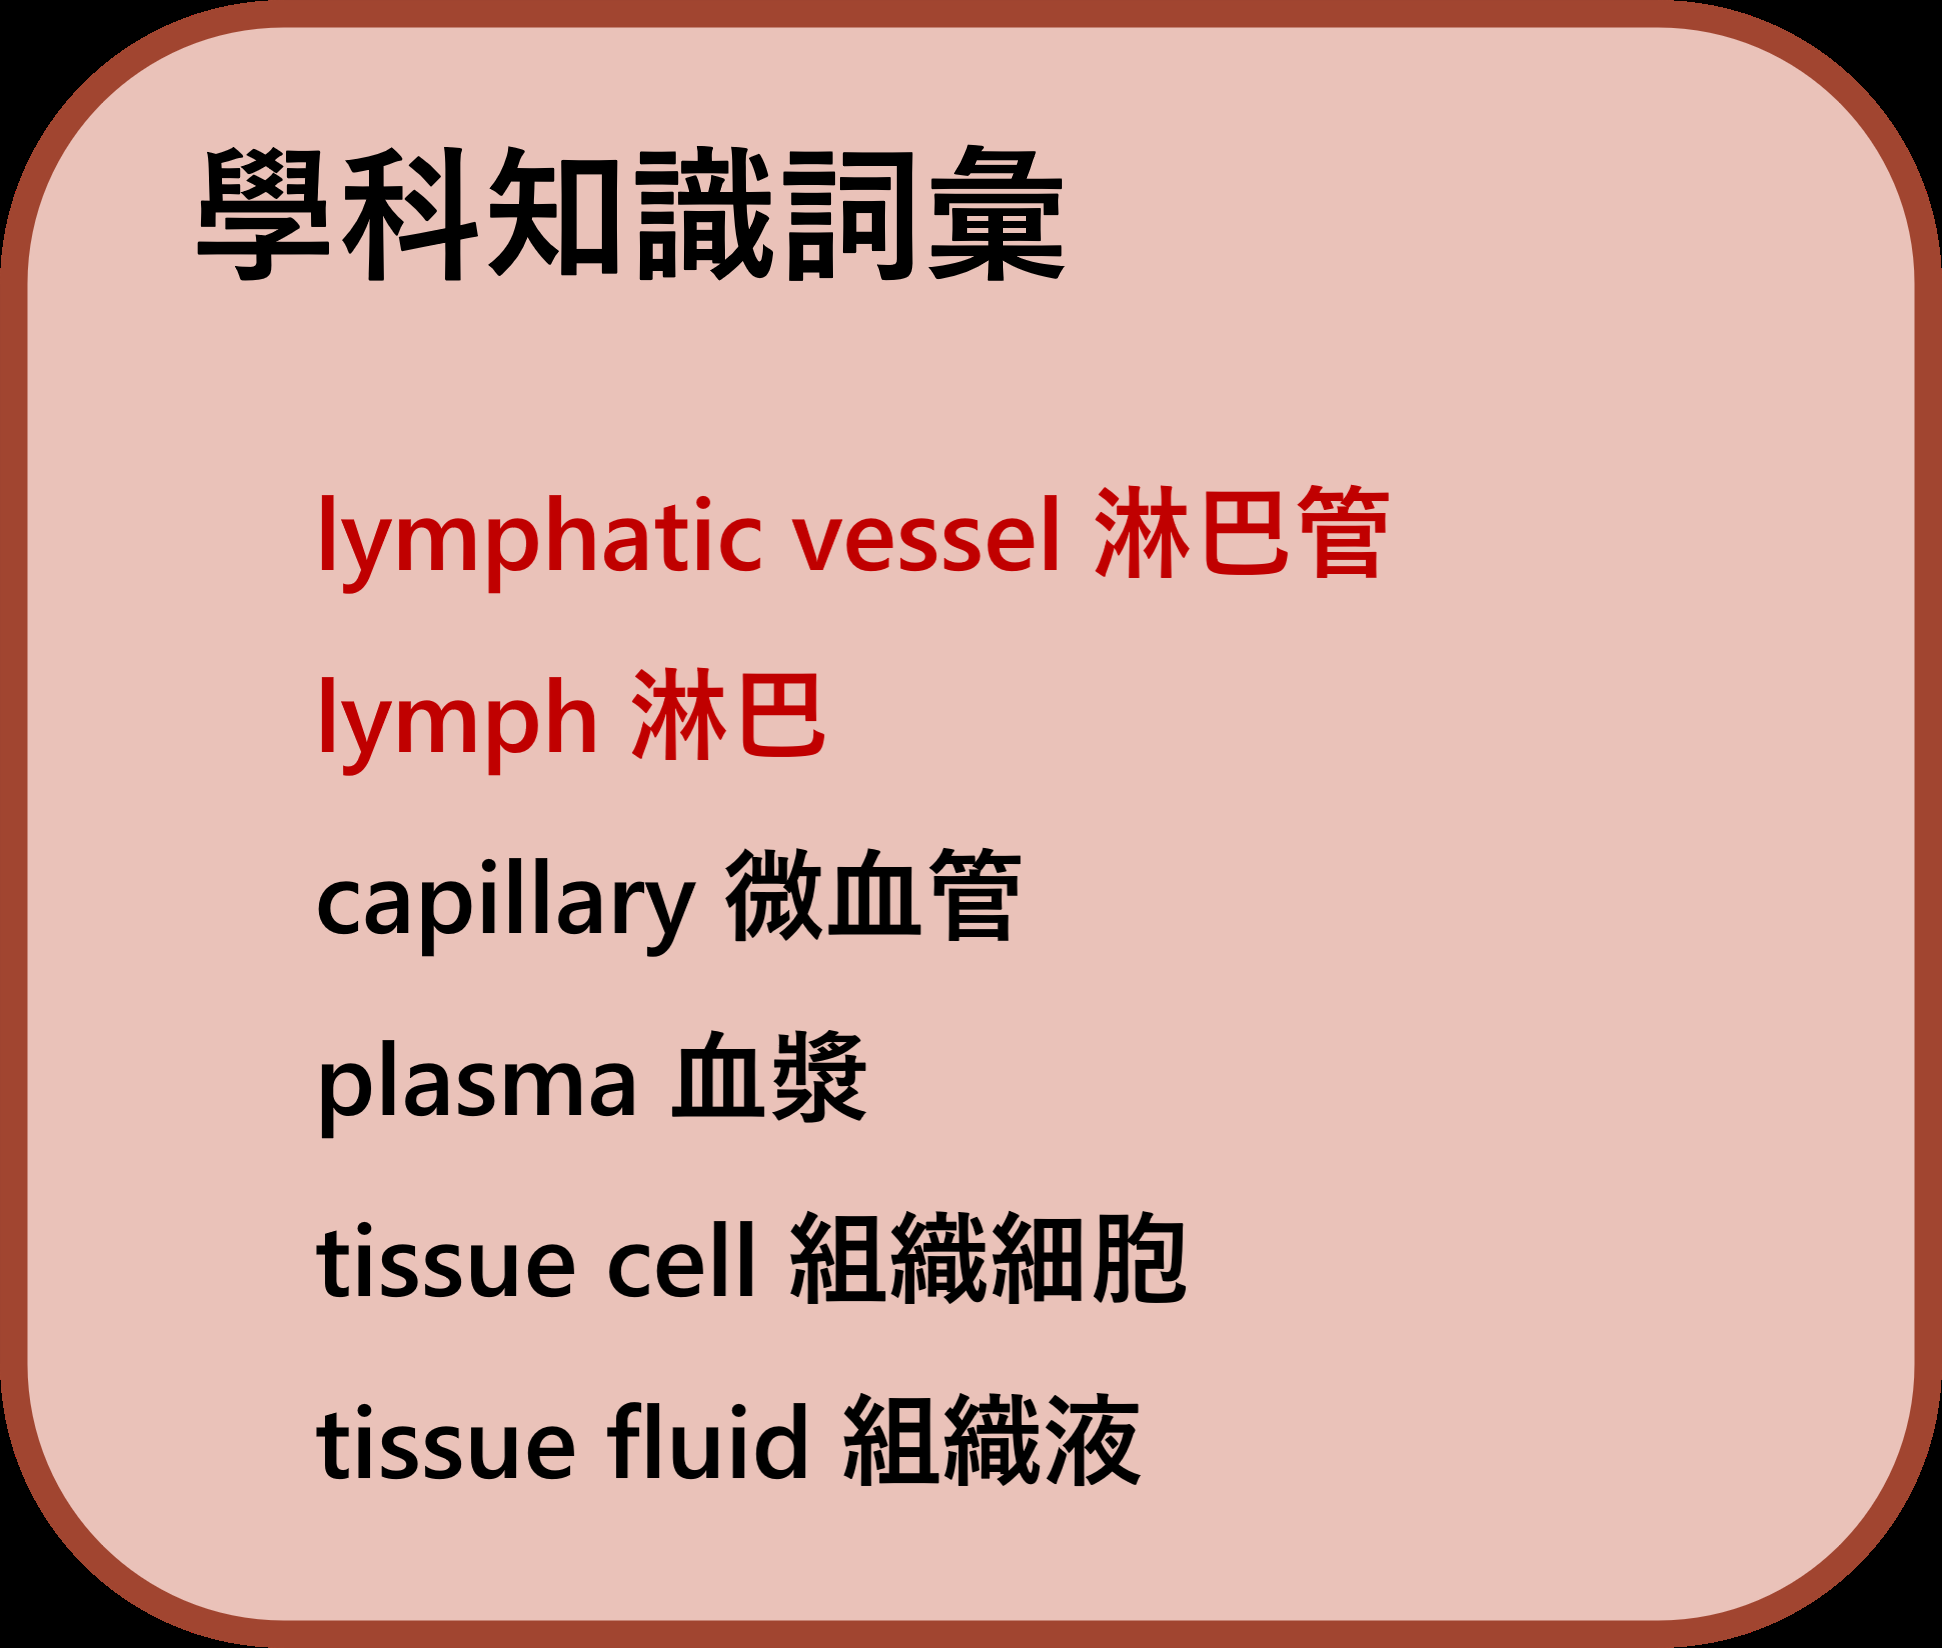 學科知識詞彙
lymphatic vessel 淋巴管
lymph 淋巴
capillary 微血管
plasma 血漿
tissue cell 組織細胞
tissue fluid 組織液